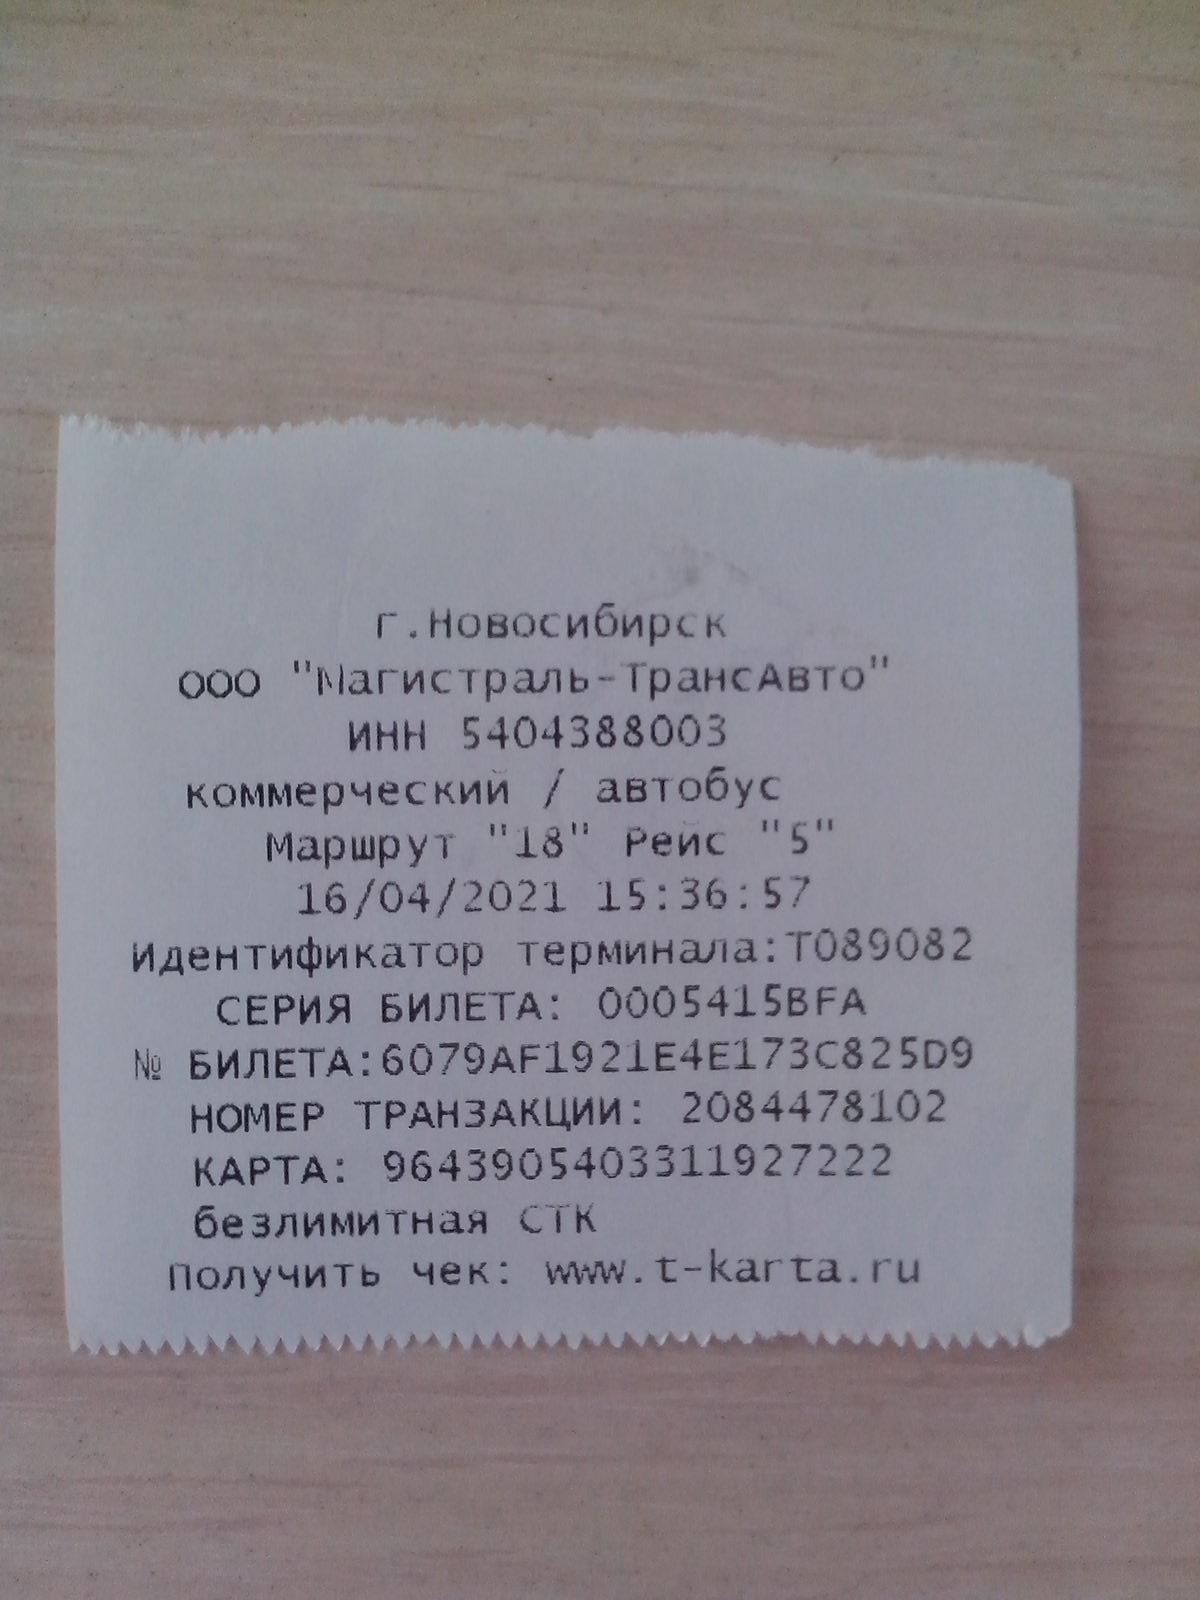 г.Новосибирск
ООО "Магистраль-ТрансАвто"
ИНН 5404388003
коммерческий / автобус
Маршрут "18" Рейс "5"
16/04/2021 15:36:57
Идентификатор терминала:T089082
СЕРИЯ БИЛЕТА: 0005415BFA
№ БИЛЕТА:6079AF1921E4E173C825D9
НОМЕР ТРАНЗАКЦИИ: 2084478102
КАРТА: 9643905403311927222
безлимитная СТК
Получить чек: www.t-karta.ru